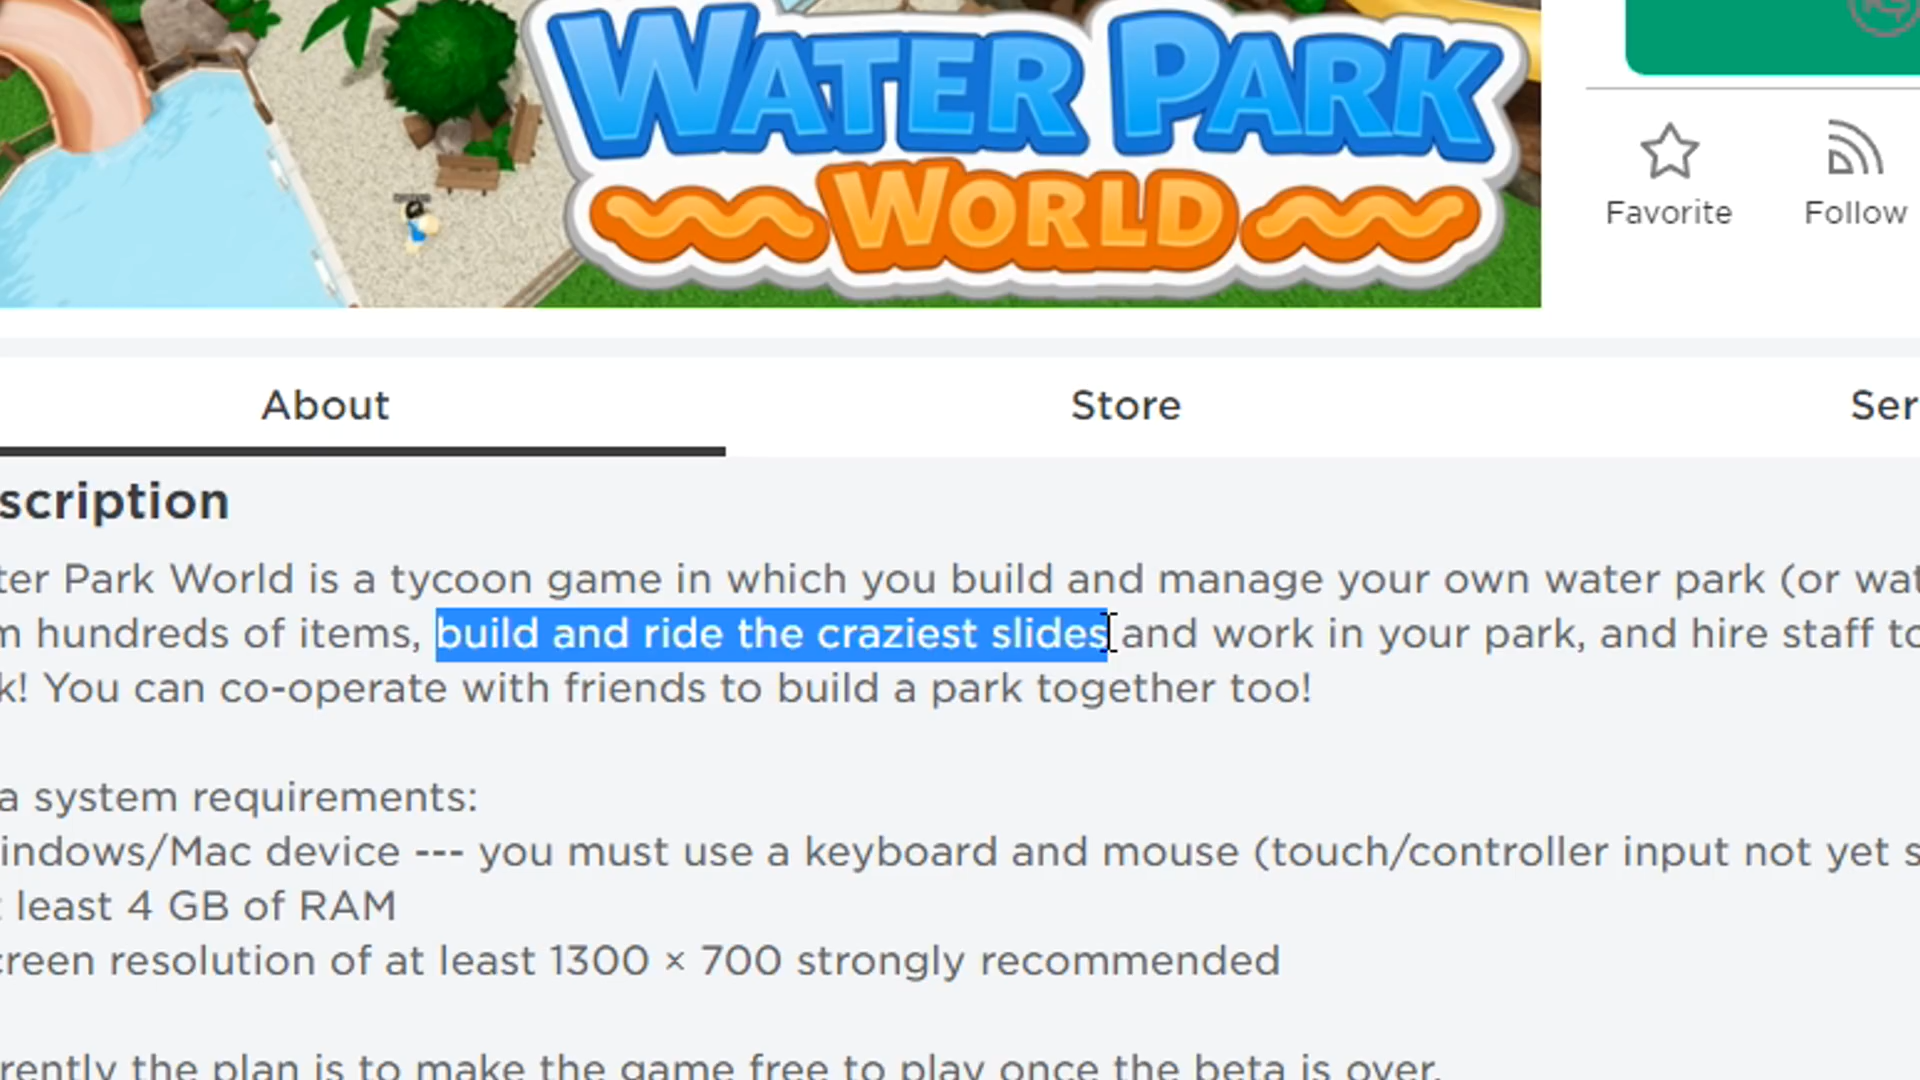 WATER PARK
WORLD
Favorite
Follow
About
Store
Ser
scription
ter Park World is a tycoon game in which you build and manage your own water park (or wat
m hundreds of items, build and ride the craziest slides and work in your park, and hire staff to
k! You can co-operate with friends to build a park together too!
a system requirements:
indows/Mac device --- you must use a keyboard and mouse (touch/controller input not yet s
t least 4 GB of RAM
creen resolution of at least 1300 × 700 strongly recommended
rently the plan is to make the game free to play once the beta is over.